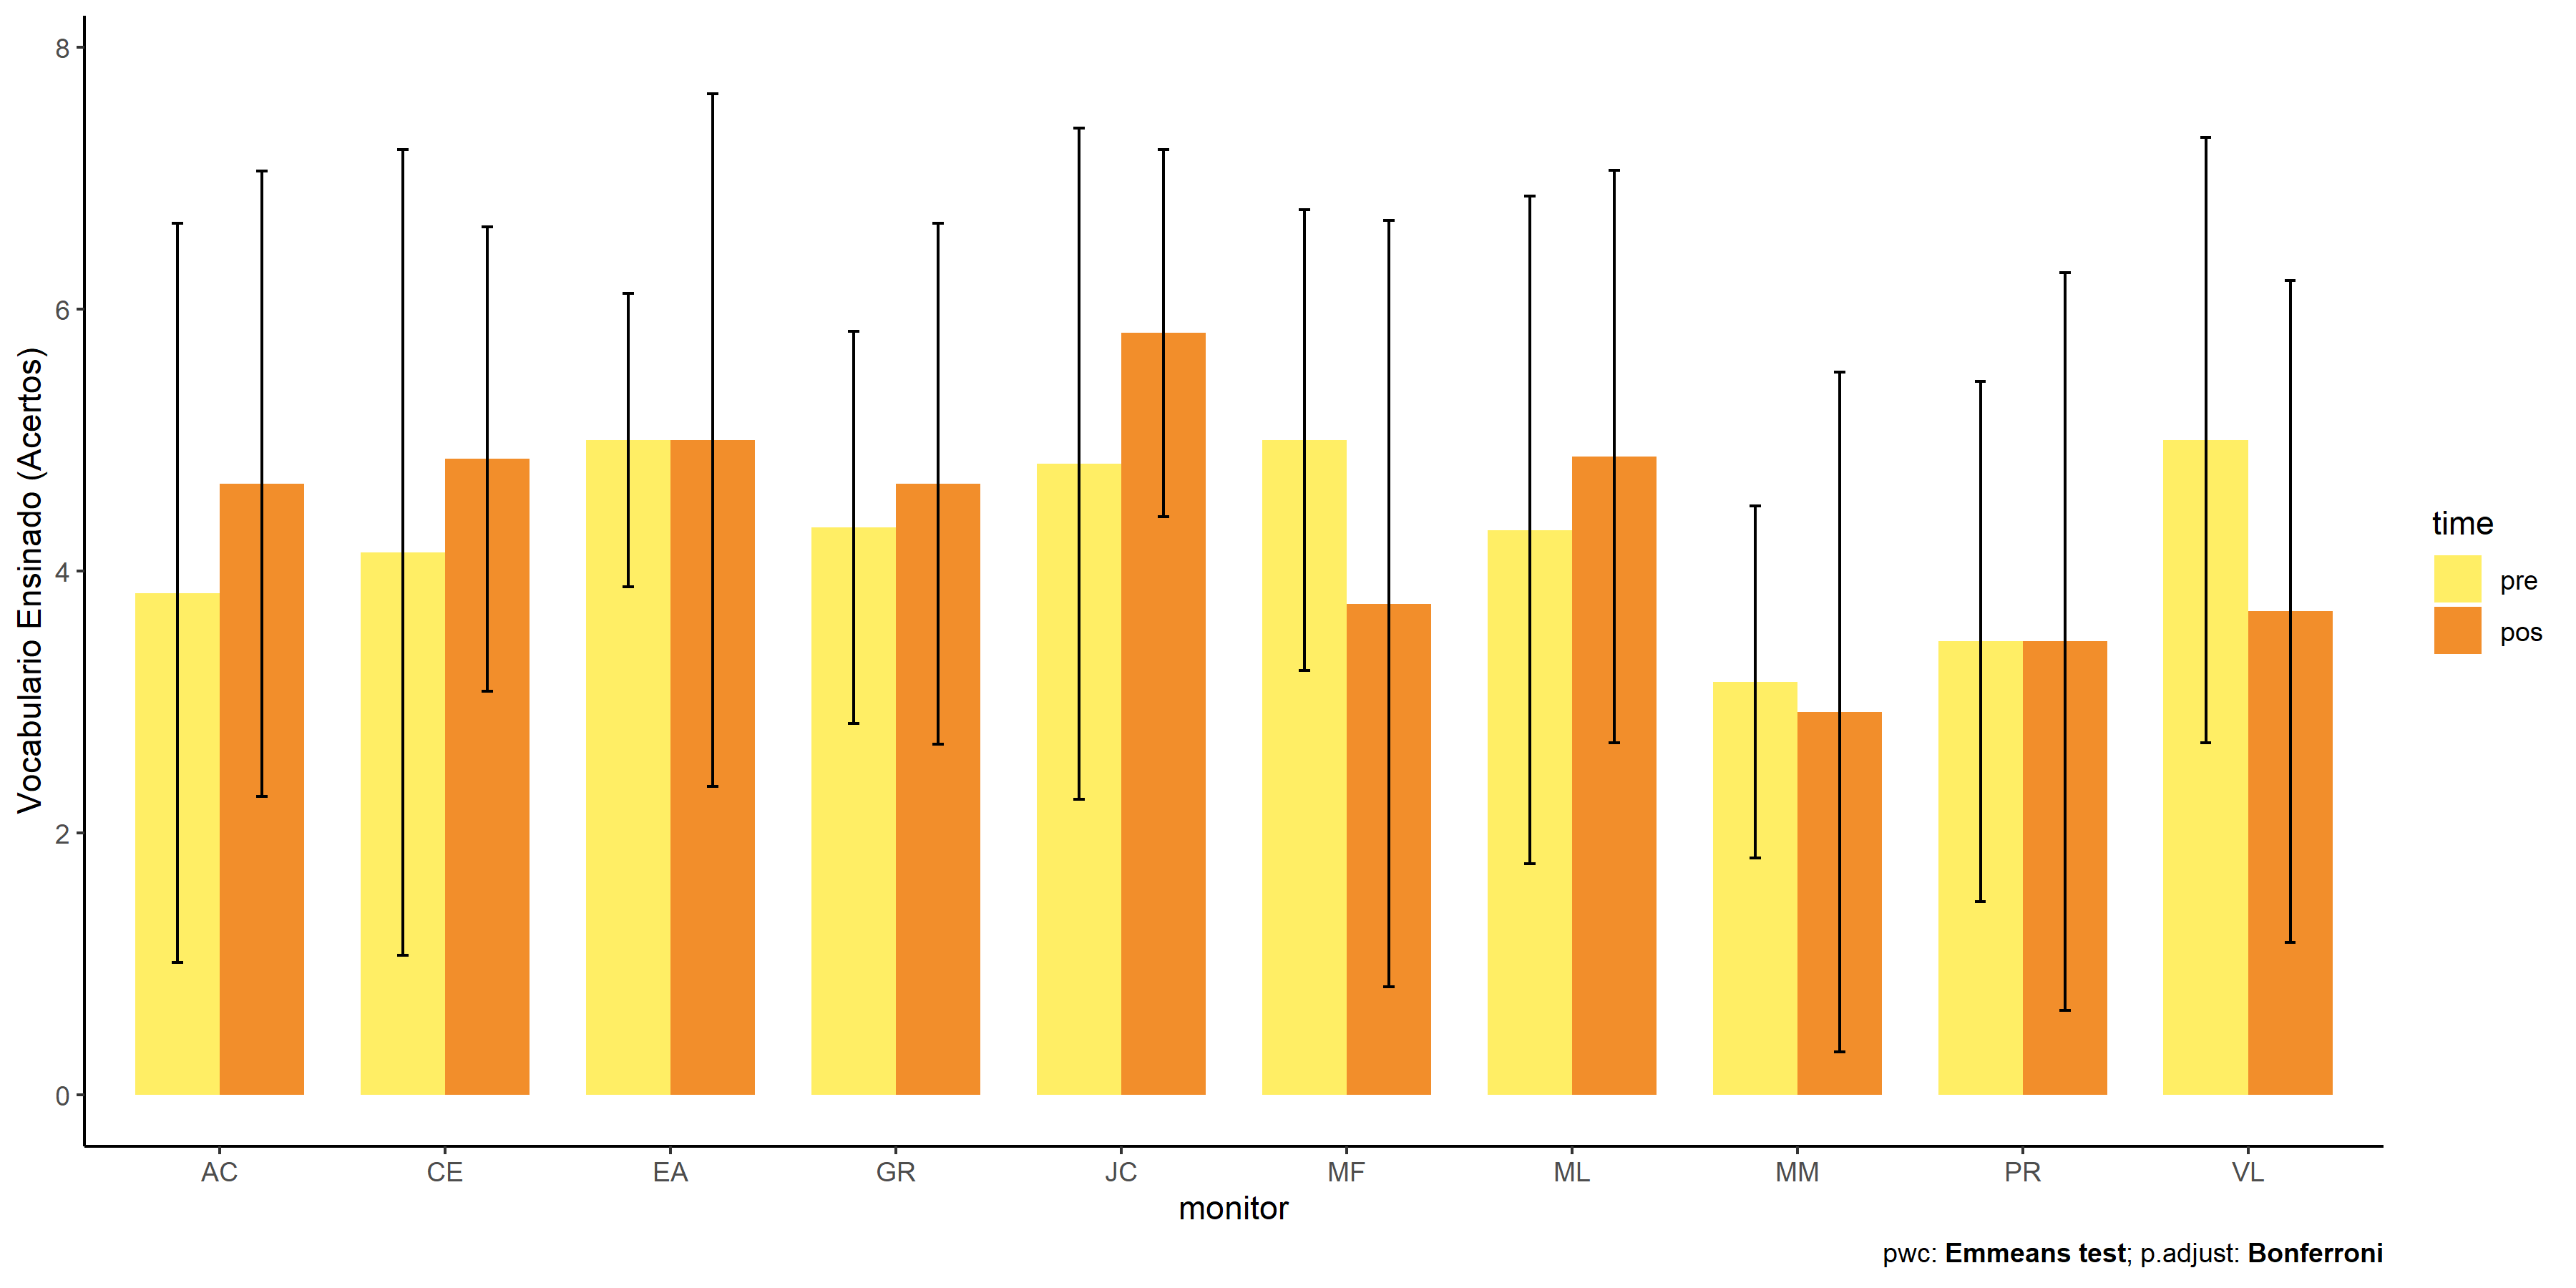 Vocabulario Ensinado (Acertos)
8
6
4
2
0
AC CE EA GR JC MF ML MM PR VL
monitor
time
pre
pos
pwc: Emmeans test; p.adjust: Bonferroni